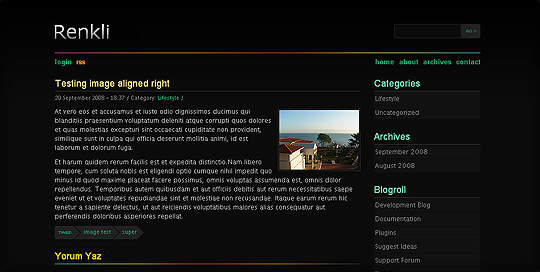 Renkli
go »
login rss
home about archives contact
Testing image aligned right
20 September 2008 - 18:37 / Category: Lifestyle /
At vero eos et accusamus et iusto odio dignissimos ducimus qui
blanditiis praesentium voluptatum deleniti atque corrupti quos dolores
et quas molestias excepturi sint occaecati cupiditate non provident,
similique sunt in culpa qui officia deserunt mollitia animi, id est
laborum et dolorum fuga.
Et harum quidem rerum facilis est et expedita distinctio.Nam libero
tempore, cum soluta nobis est eligendi optio cumque nihil impedit quo
minus id quod maxime placeat facere possimus, omnis voluptas assumenda est, omnis dolor
repellendus. Temporibus autem quibusdam et aut officiis debitis aut rerum necessitatibus saepe
eveniet ut et voluptates repudiandae sint et molestiae non recusandae. Itaque earum rerum hic
tenetur a sapiente delectus, ut aut reiciendis voluptatibus maiores alias consequatur aut
perferendis doloribus asperiores repellat.
TAGS: image test super
Yorum Yaz
Categories
Lifestyle
Uncategorized
Archives
September 2008
August 2008
Blogroll
Development Blog
Documentation
Plugins
Suggest Ideas
Support Forum